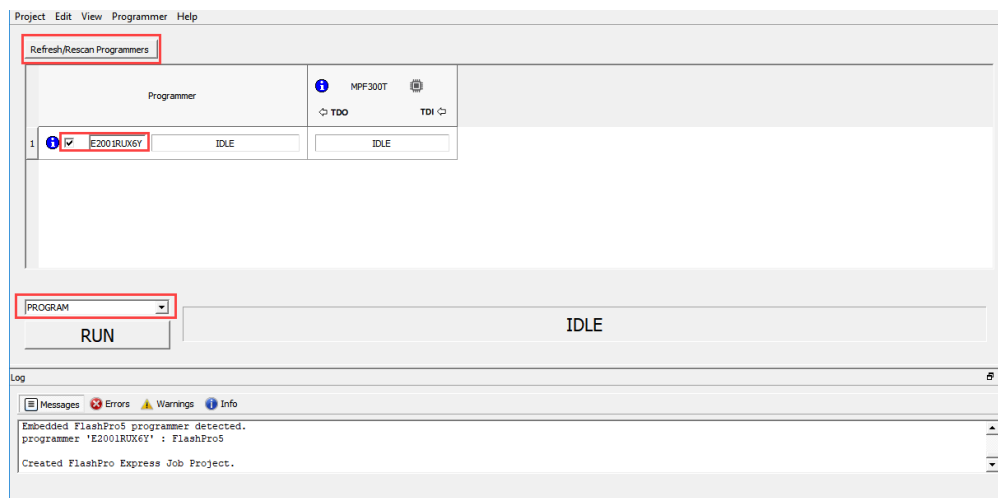 Project Edit View Programmer Help
Refresh/Rescan Programmers
Programmer
MPF300T
TDO TDI
1 E2001RUX6Y IDLE IDLE
PROGRAM
RUN
IDLE
Log
Messages Errors Warnings Info
Embedded FlashPro5 programmer detected.
programmer 'E2001RUX6Y' : FlashPro5
Created FlashPro Express Job Project.